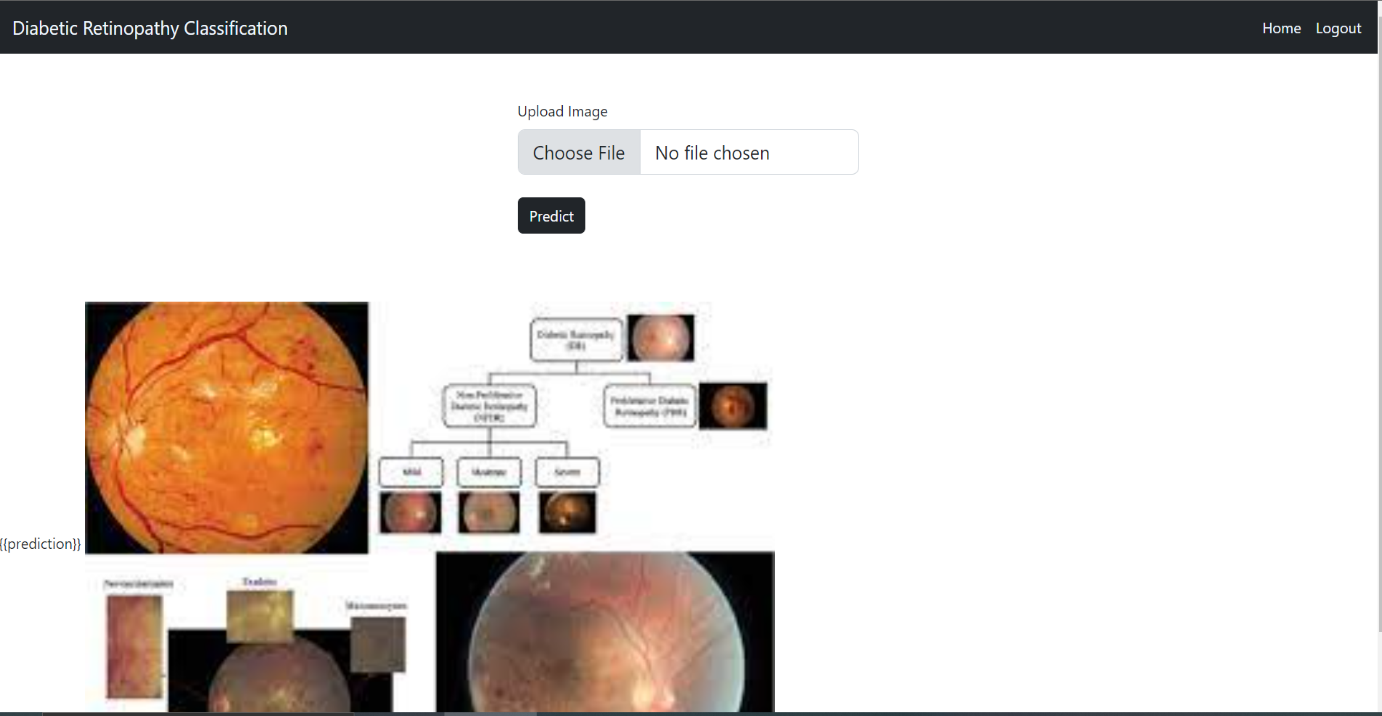 Diabetic Retinopathy Classification
Home Logout
Upload Image
Choose File No file chosen
Predict
Diabetic Retinopathy
(DR)
Non-Proliferative
Diabetic Retinopathy
(NPDR)
Proliferative Diabetic
Retinopathy (PDR)
Mild Moderate Severe
{{prediction}}
Neovascularization
Exudates